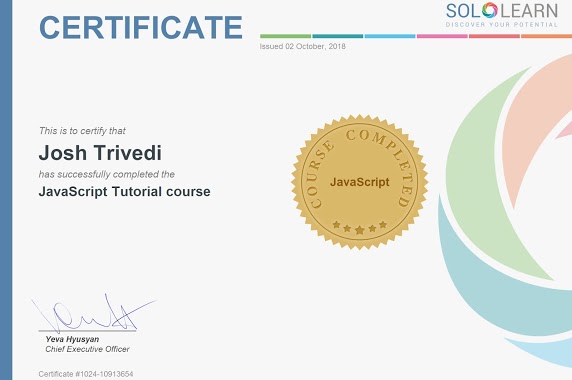 CERTIFICATE
SOLOLEARN
DISCOVER YOUR POTENTIAL
Issued 02 October, 2018
This is to certify that
Josh Trivedi
has successfully completed the
JavaScript Tutorial course
COURSE COMPLETED
JavaScript
Yeva Hyusyan
Chief Executive Officer
Certificate #1024-10913654